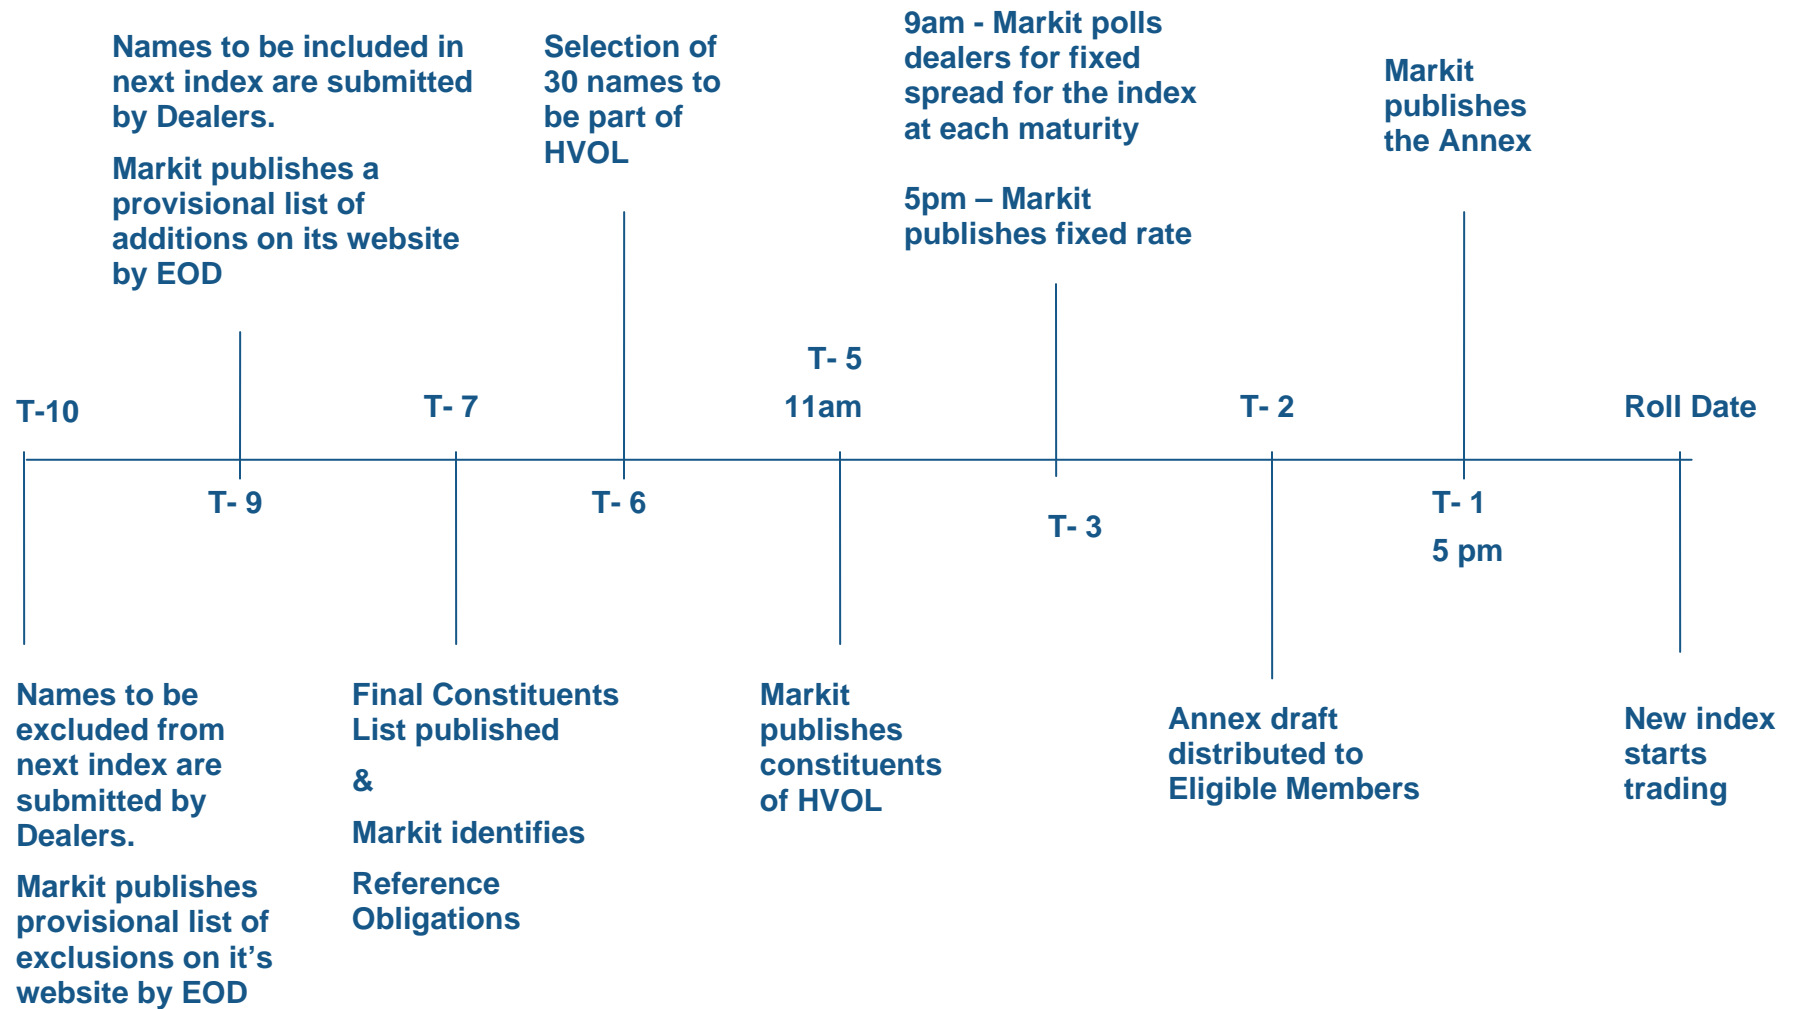 Names to be included in
next index are submitted
by Dealers.
Markit publishes a
provisional list of
additions on its website
by EOD
Selection of
30 names to
be part of
HVOL
9am - Markit polls
dealers for fixed
spread for the index
at each maturity
5pm – Markit
publishes fixed rate
Markit
publishes
the Annex
T-10
T- 7
T- 5
11am
T- 2
Roll Date
T- 9
T- 6
T- 3
T- 1
5 pm
Names to be
excluded from
next index are
submitted by
Dealers.
Markit publishes
provisional list of
exclusions on it’s
website by EOD
Final Constituents
List published
&
Markit identifies
Reference
Obligations
Markit
publishes
constituents
of HVOL
Annex draft
distributed to
Eligible Members
New index
starts
trading